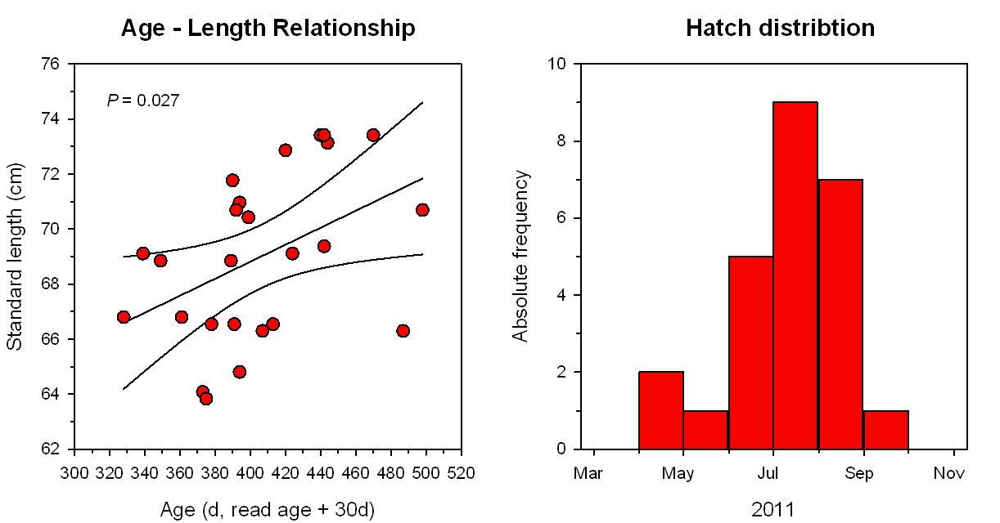 Age - Length Relationship
76
74
72
70
68
66
64
62
P = 0.027
Standard length (cm)
300 320 340 360 380 400 420 440 460 480 500 520
Age (d, read age + 30d)
Hatch distribtion
10
8
6
4
2
0
Absolute frequency
Mar May Jul Sep Nov
2011